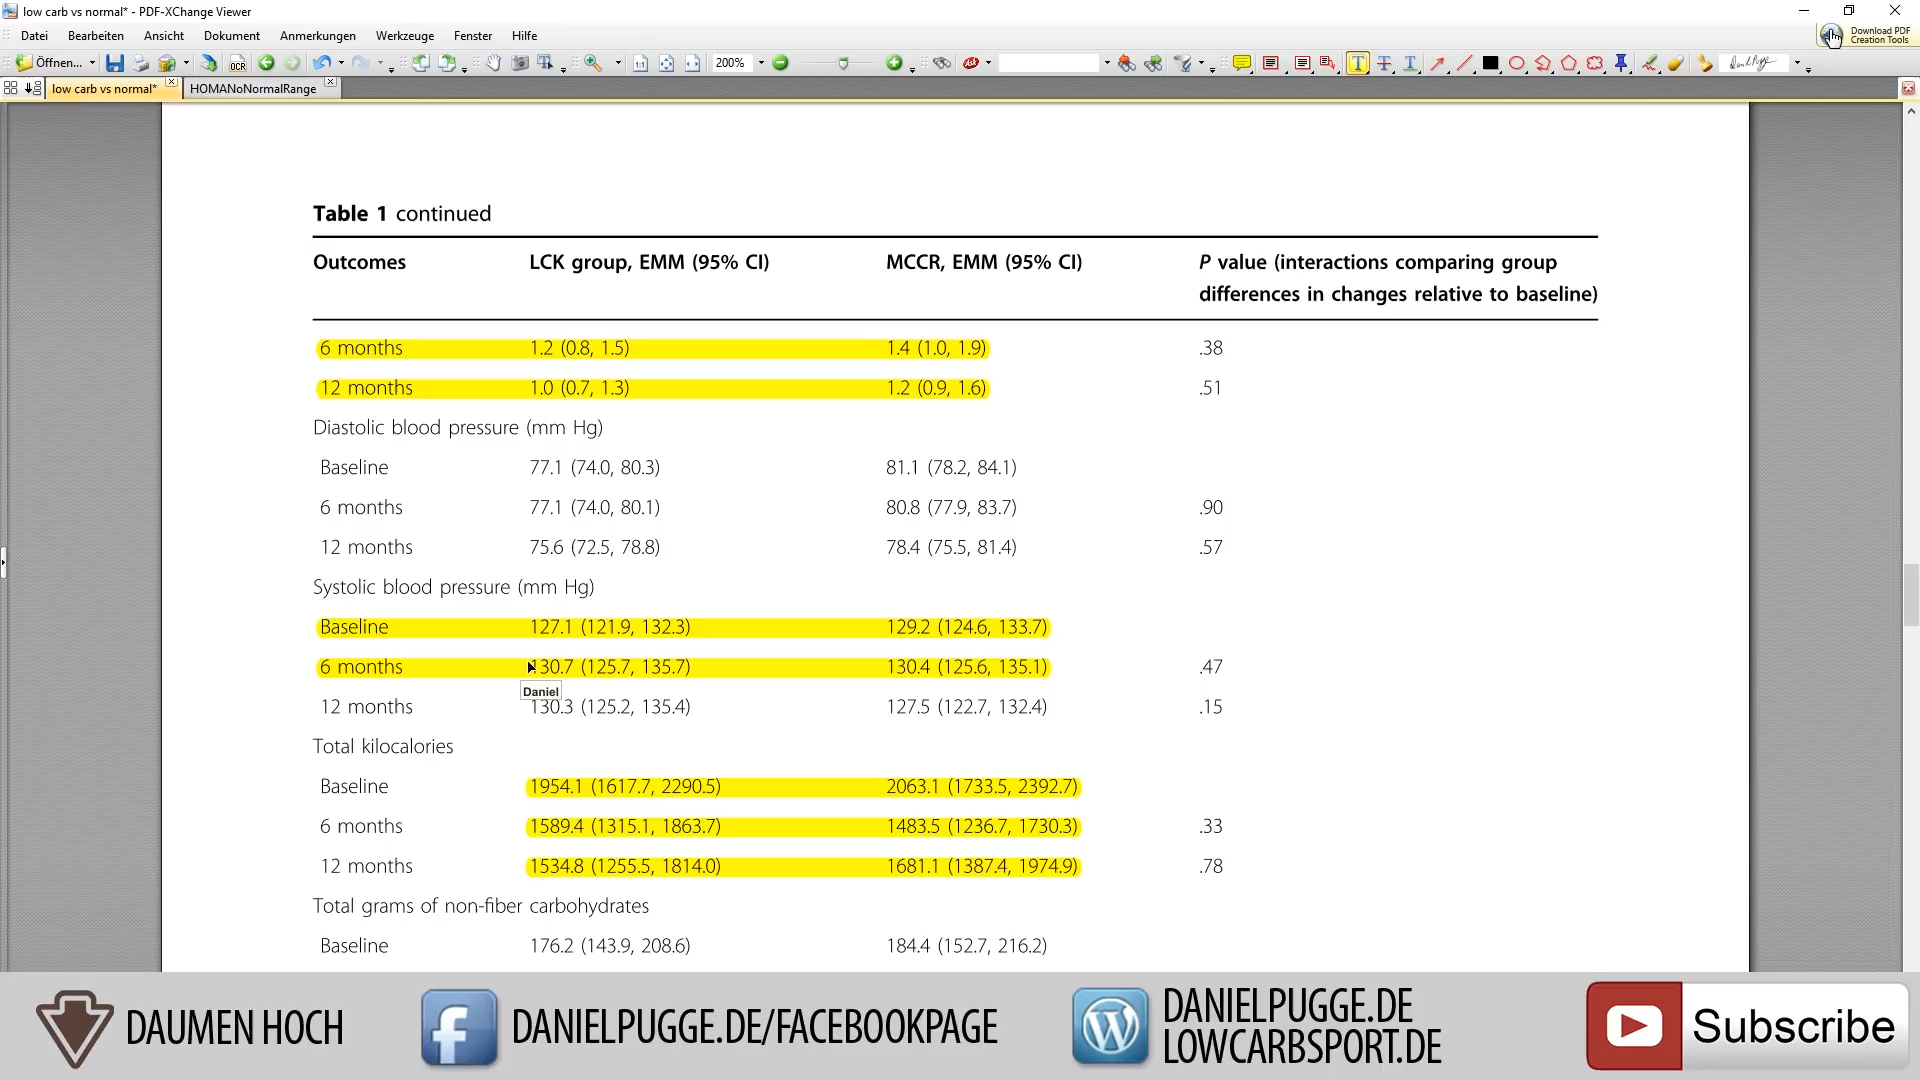 low carb vs normal* - PDF-XChange Viewer
Datei Bearbeiten Ansicht Dokument Anmerkungen Kommentare Werkzeuge Fenster Hilfe
Download PDF
Creation Tools
Öffnen... OCR 200%
low carb vs normal* HOMANoNormalRange
Table 1 continued
Outcomes LCK group, EMM (95% CI) MCCR, EMM (95% CI) P value (interactions comparing group
differences in changes relative to baseline)
6 months 1.2 (0.8, 1.5) 1.4 (1.0, 1.9) .38
12 months 1.0 (0.7, 1.3) 1.2 (0.9, 1.6) .51
Diastolic blood pressure (mm Hg)
Baseline 77.1 (74.0, 80.3) 81.1 (78.2, 84.1)
6 months 77.1 (74.0, 80.1) 80.8 (77.9, 83.7) .90
12 months 75.6 (72.5, 78.8) 78.4 (75.5, 81.4) .57
Systolic blood pressure (mm Hg)
Baseline 127.1 (121.9, 132.3) 129.2 (124.6, 133.7)
6 months 130.7 (125.7, 135.7) 130.4 (125.6, 135.1) .47
Daniel
12 months 130.3 (125.2, 135.4) 127.5 (122.7, 132.4) .15
Total kilocalories
Baseline 1954.1 (1617.7, 2290.5) 2063.1 (1733.5, 2392.7)
6 months 1589.4 (1315.1, 1863.7) 1483.5 (1236.7, 1730.3) .33
12 months 1534.8 (1255.5, 1814.0) 1681.1 (1387.4, 1974.9) .78
Total grams of non-fiber carbohydrates
Baseline 176.2 (143.9, 208.6) 184.4 (152.7, 216.2)
DAUMEN HOCH
DANIELPUGGE.DE/FACEBOOKPAGE
DANIELPUGGE.DE
LOWCARBSPORT.DE
Subscribe